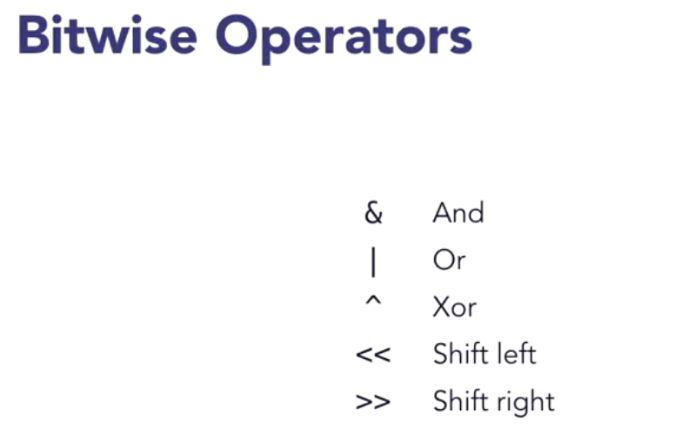 Bitwise Operators
& And
| Or
^ Xor
<< Shift left
>> Shift right